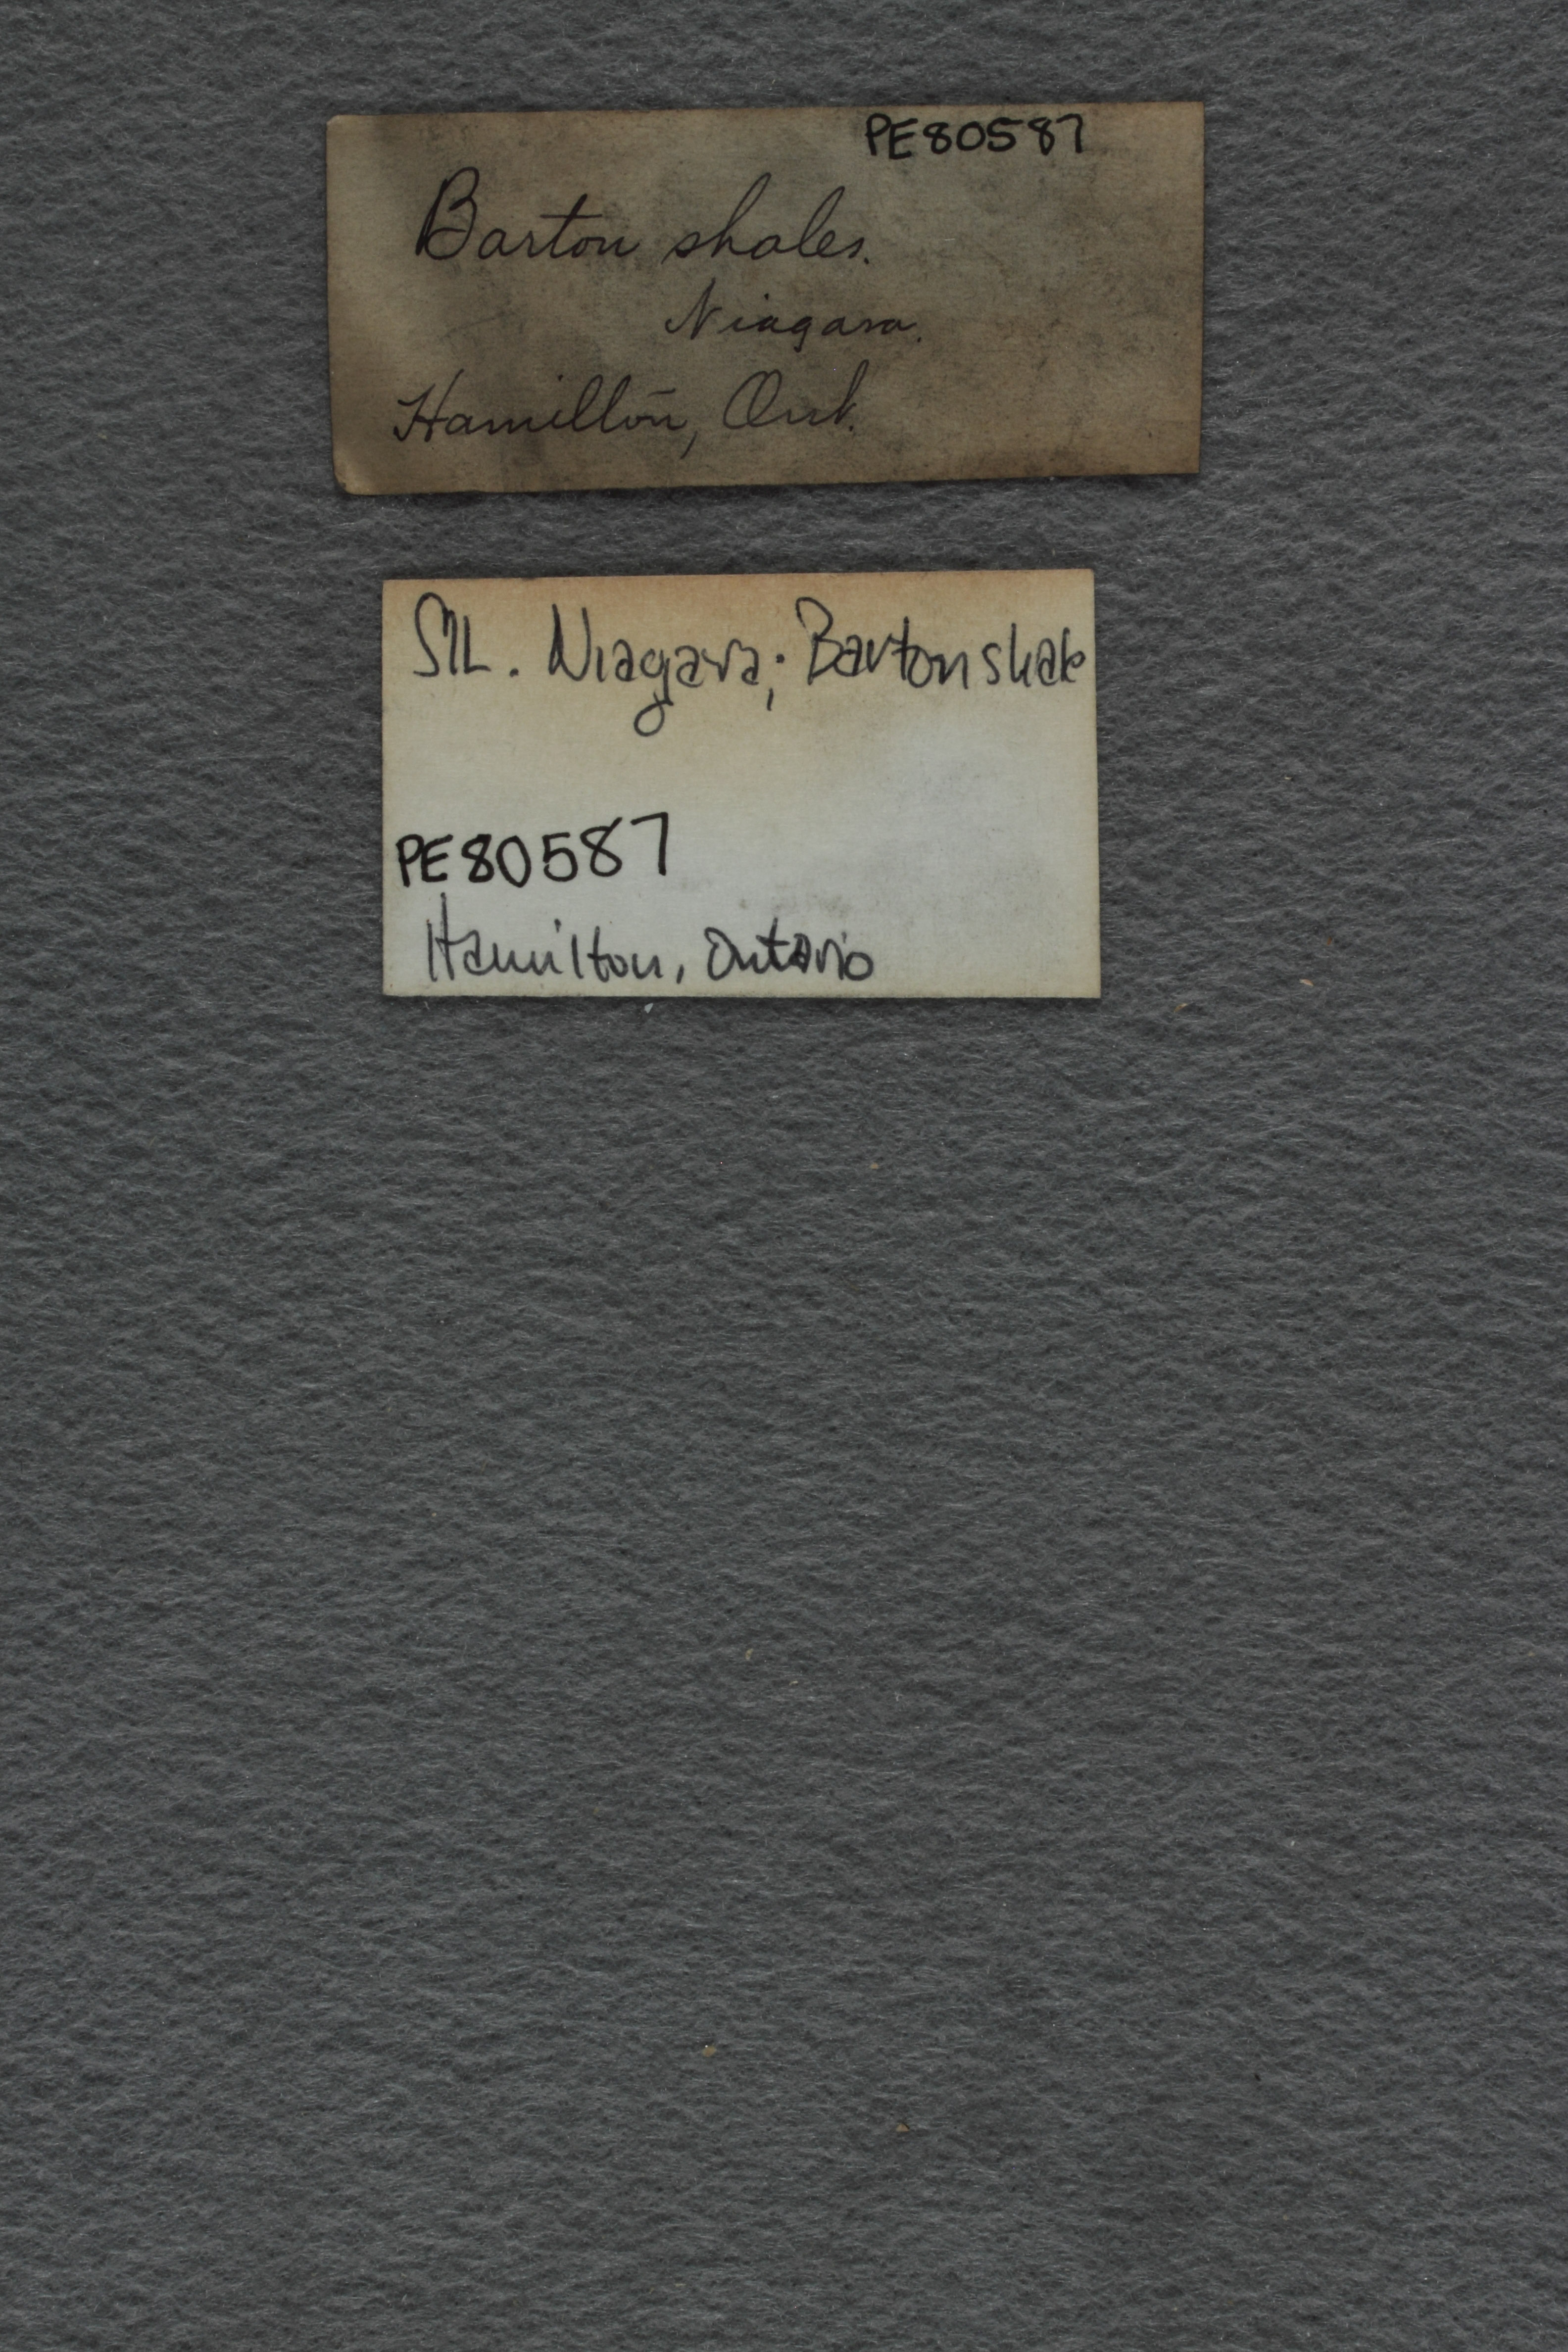 PE80587
Barton shales.
Niagara.
Hamilton, Ont.
SIL. Niagara; Barton shale
PE80587
Hamilton, Ontario